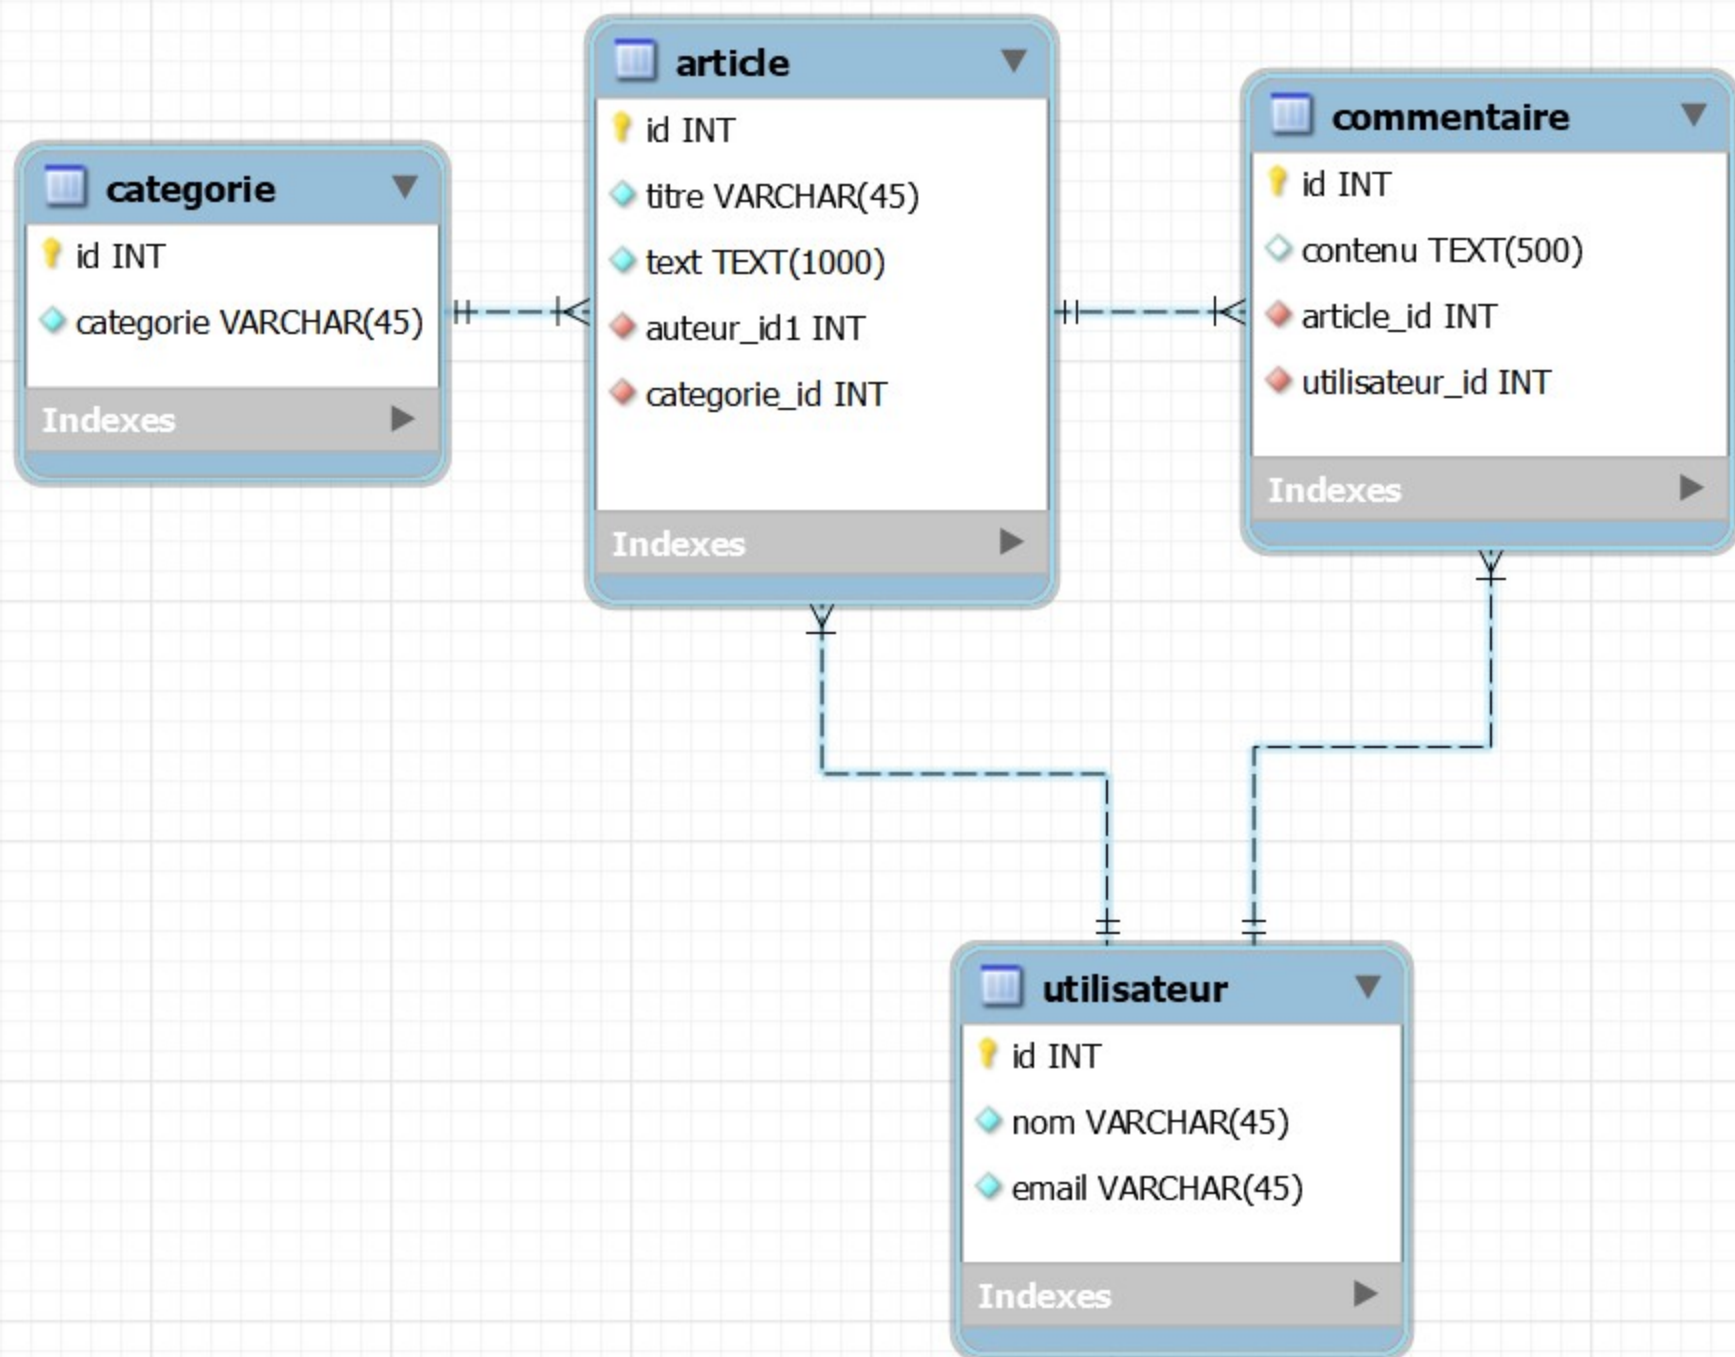 categorie
id INT
categorie VARCHAR(45)
Indexes
article
id INT
titre VARCHAR(45)
text TEXT(1000)
auteur_id1 INT
categorie_id INT
Indexes
commentaire
id INT
contenu TEXT(500)
article_id INT
utilisateur_id INT
Indexes
utilisateur
id INT
nom VARCHAR(45)
email VARCHAR(45)
Indexes